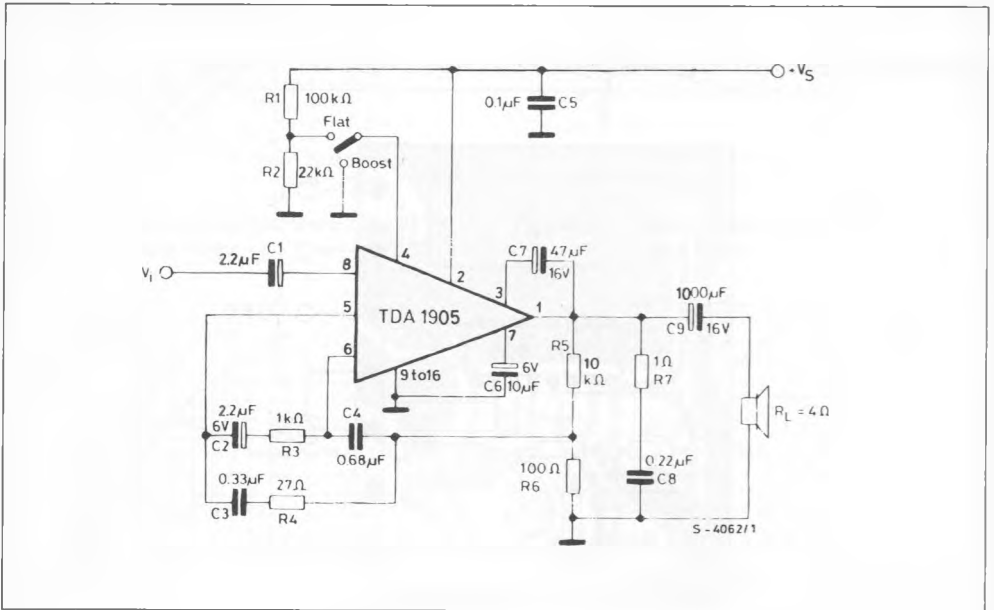 +VS
R1
100kΩ
0.1µF
C5
Flat
Boost
R2
22kΩ
C1
2.2µF
VI
8
4
2
C7
47µF
16V
3
5
TDA 1905
1
1000µF
C9
16V
7
6
9 to16
6V
C6
10µF
R5
10
kΩ
1Ω
R7
RL = 4Ω
2.2µF
6V
C2
1kΩ
R3
C4
0.68µF
0.33µF
C3
27Ω
R4
100Ω
R6
0.22µF
C8
S-4062/1